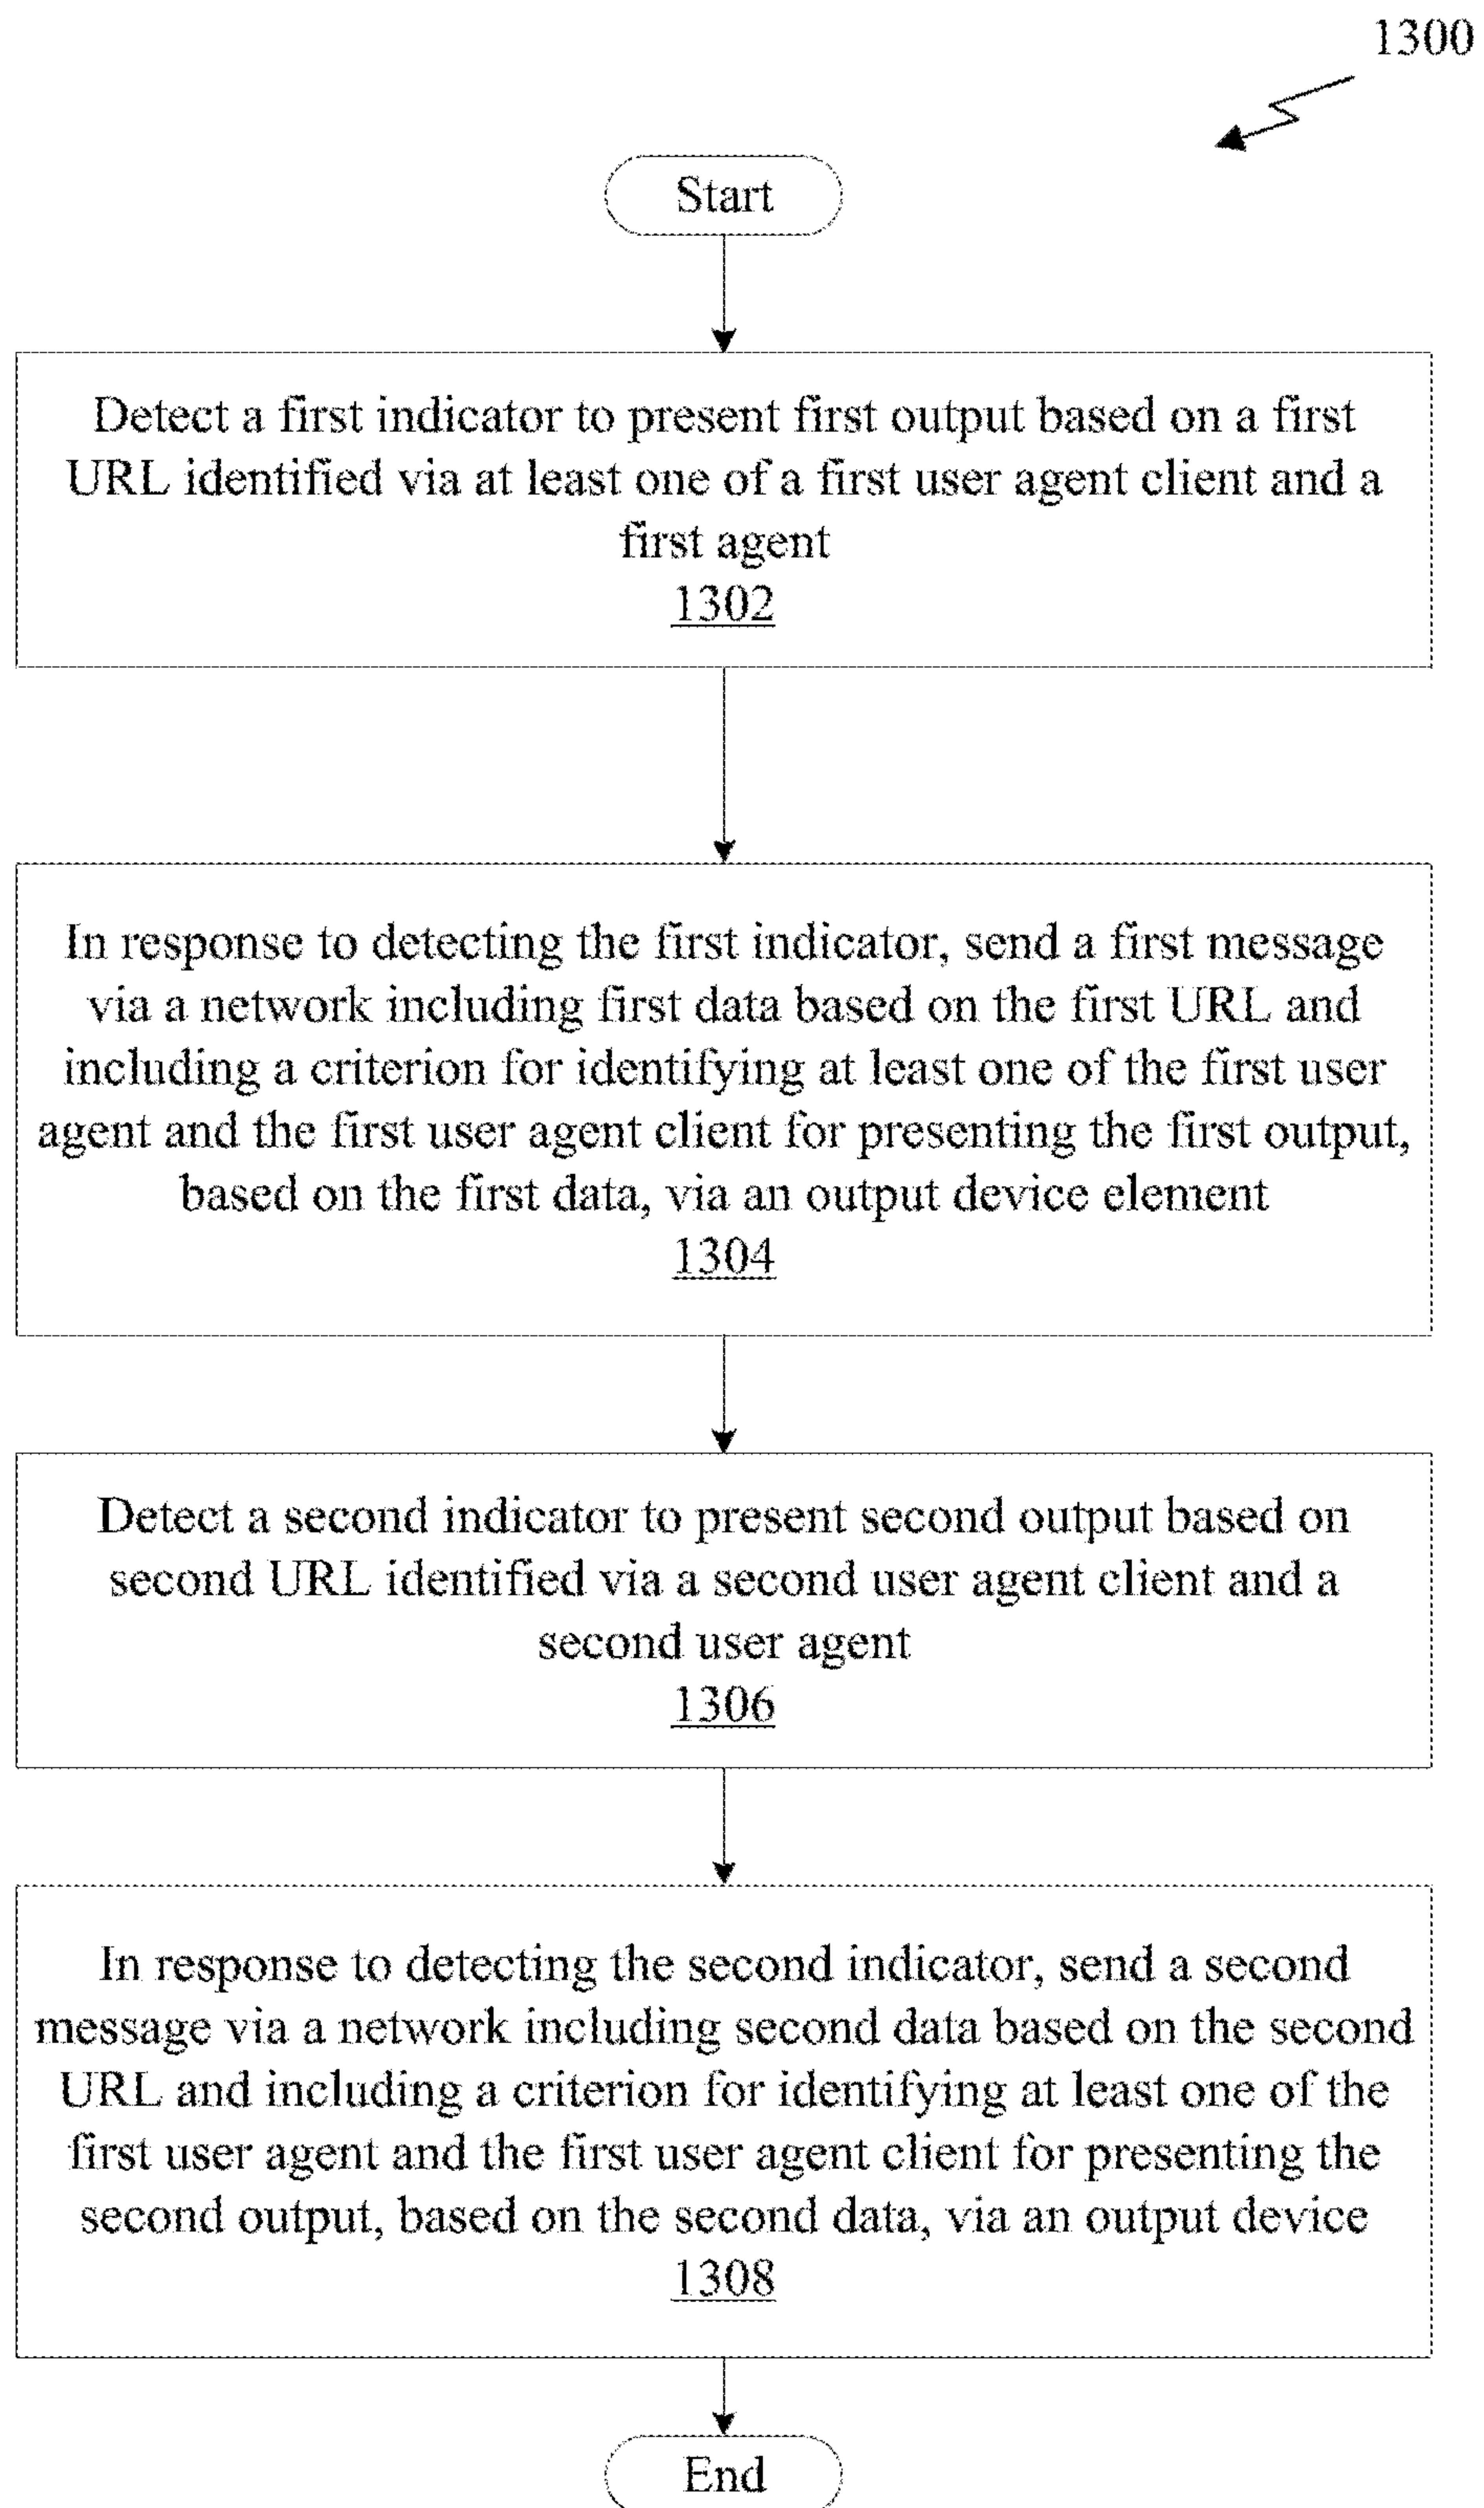 1300
Start
Detect a first indicator to present first output based on a first
URL identified via at least one of a first user agent client and a
first agent
1302
In response to detecting the first indicator, send a first message
via a network including first data based on the first URL and
including a criterion for identifying at least one of the first user
agent and the first user agent client for presenting the first output,
based on the first data, via an output device element
1304
Detect a second indicator to present second output based on
second URL identified via a second user agent client and a
second user agent
1306
In response to detecting the second indicator, send a second
message via a network including second data based on the second
URL and including a criterion for identifying at least one of the
first user agent and the first user agent client for presenting the
second output, based on the second data, via an output device
1308
End